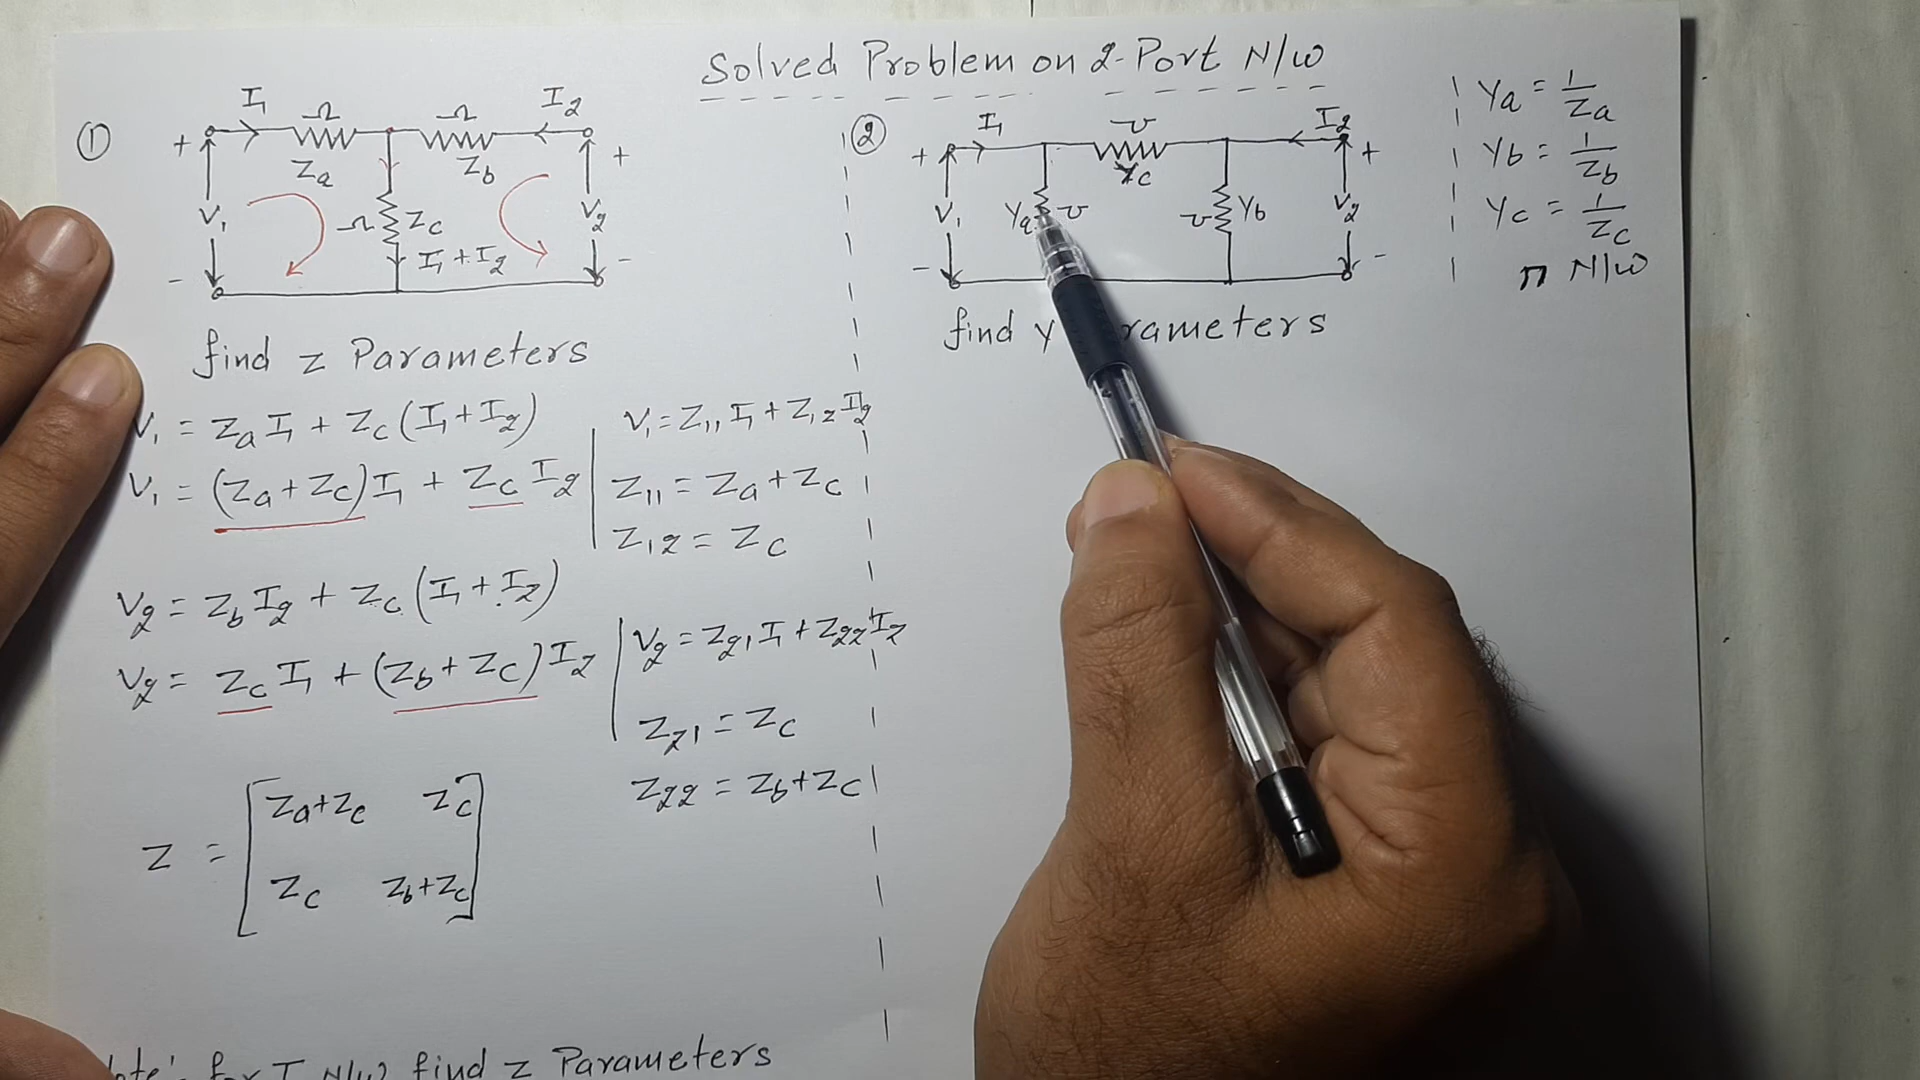 Solved Problem on 2-Port N/W
①
I₁ Ω Ω I₂
+ Za Zb +
V₁ Ω Zc V₂
- I₁+I₂ -
find z Parameters
V₁ = Za I₁ + Zc (I₁+I₂)
V₁ = (Za+Zc) I₁ + Zc I₂
V₁ = Z₁₁ I₁ + Z₁₂ I₂
Z₁₁ = Za + Zc
Z₁₂ = Zc
V₂ = Zb I₂ + Zc (I₁ + I₂)
V₂ = Zc I₁ + (Zb+Zc) I₂
V₂ = Z₂₁ I₁ + Z₂₂ I₂
Z₂₁ = Zc
Z₂₂ = Zb+Zc
Z = [Za+Zc Zc
Zc Zb+Zc]
for T N/W find z Parameters
②
I₁ ʊ I₂
+ Yc +
V₁ Ya ʊ ʊ Yb V₂
- -
find y
Ya = 1/Za
Yb = 1/Zb
Yc = 1/Zc
π N/W